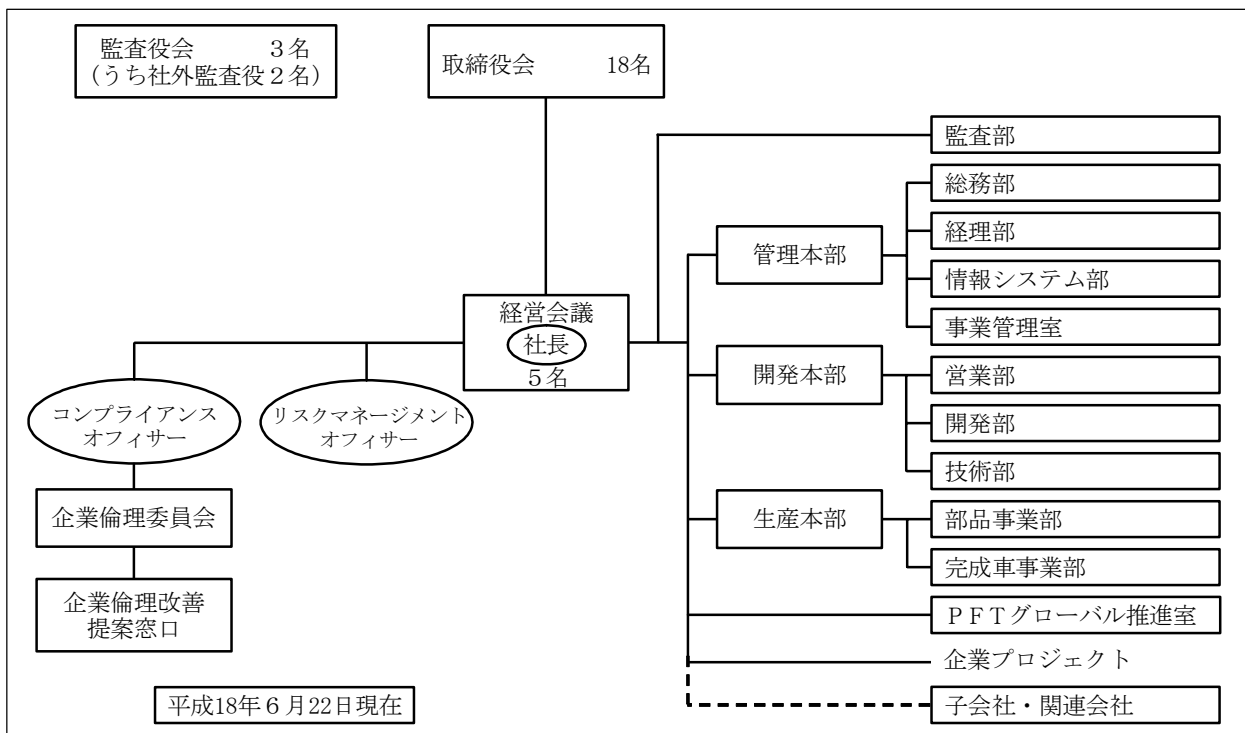 監査役会　　　３名
（うち社外監査役２名）
取締役会　　　18名
監査部
総務部
管理本部
経理部
情報システム部
事業管理室
経営会議
社長
５名
開発本部
営業部
開発部
技術部
コンプライアンス
オフィサー
リスクマネージメント
オフィサー
企業倫理委員会
生産本部
部品事業部
完成車事業部
企業倫理改善
提案窓口
ＰＦＴグローバル推進室
企業プロジェクト
子会社・関連会社
平成18年６月22日現在